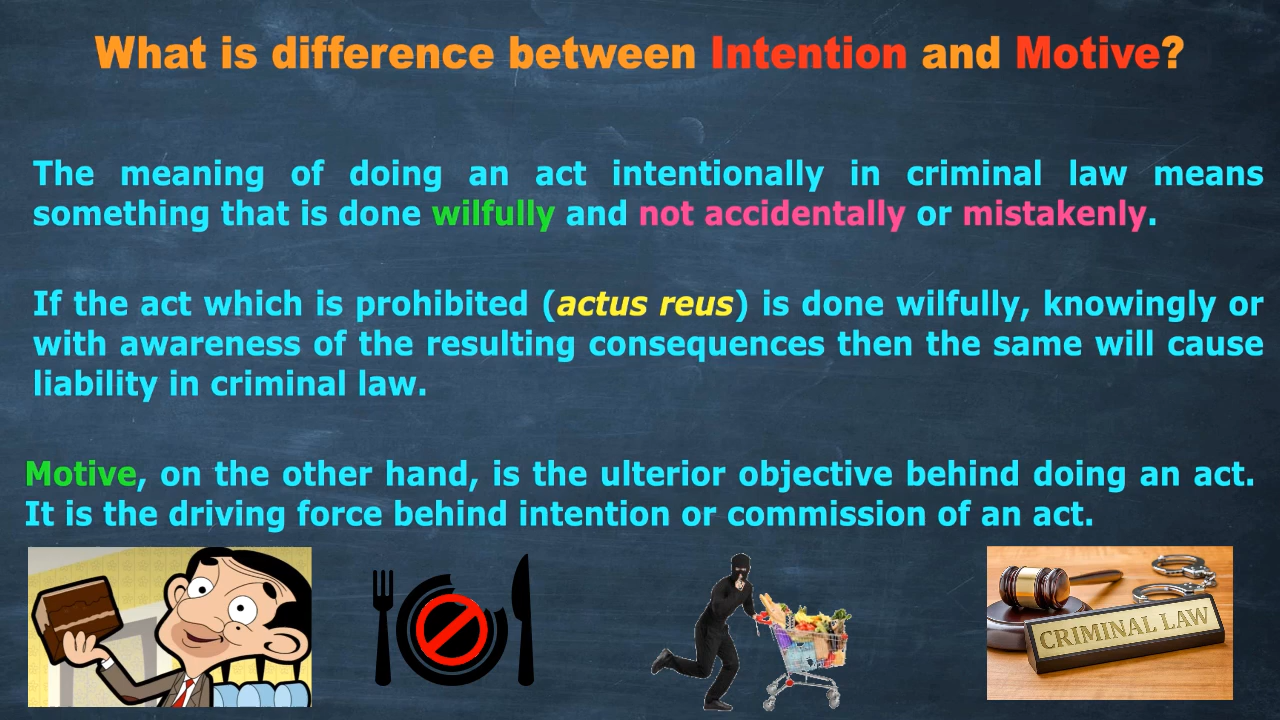 What is difference between Intention and Motive?
The meaning of doing an act intentionally in criminal law means
something that is done wilfully and not accidentally or mistakenly.
If the act which is prohibited (actus reus) is done wilfully, knowingly or
with awareness of the resulting consequences then the same will cause
liability in criminal law.
Motive, on the other hand, is the ulterior objective behind doing an act.
It is the driving force behind intention or commission of an act.
CRIMINAL LAW